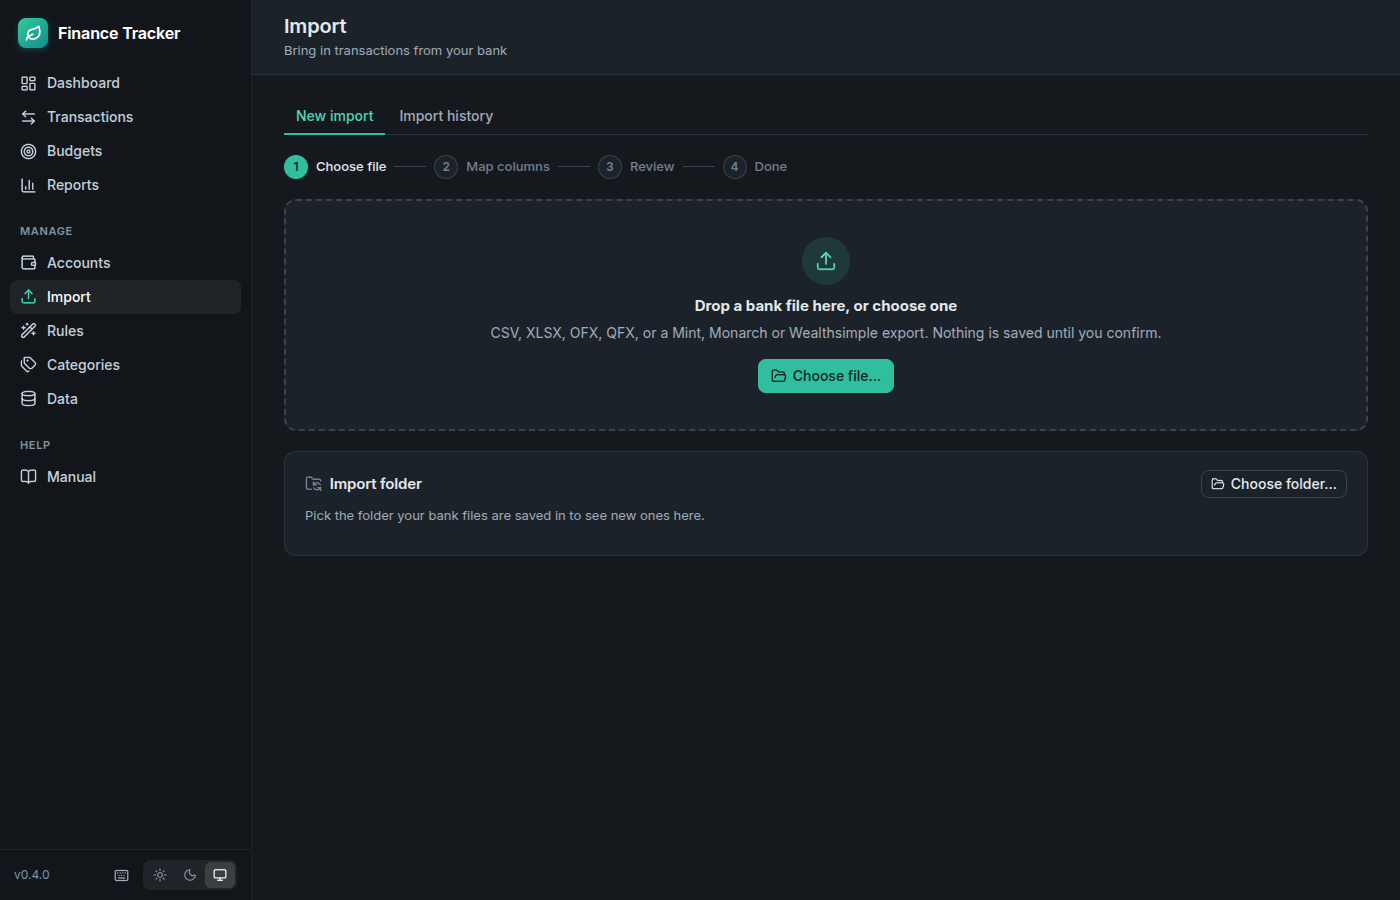 Finance Tracker
Dashboard
Transactions
Budgets
Reports
MANAGE
Accounts
Import
Rules
Categories
Data
HELP
Manual
v0.4.0
Import
Bring in transactions from your bank
New import
Import history
1 Choose file
2 Map columns
3 Review
4 Done
Drop a bank file here, or choose one
CSV, XLSX, OFX, QFX, or a Mint, Monarch or Wealthsimple export. Nothing is saved until you confirm.
Choose file...
Import folder
Choose folder...
Pick the folder your bank files are saved in to see new ones here.